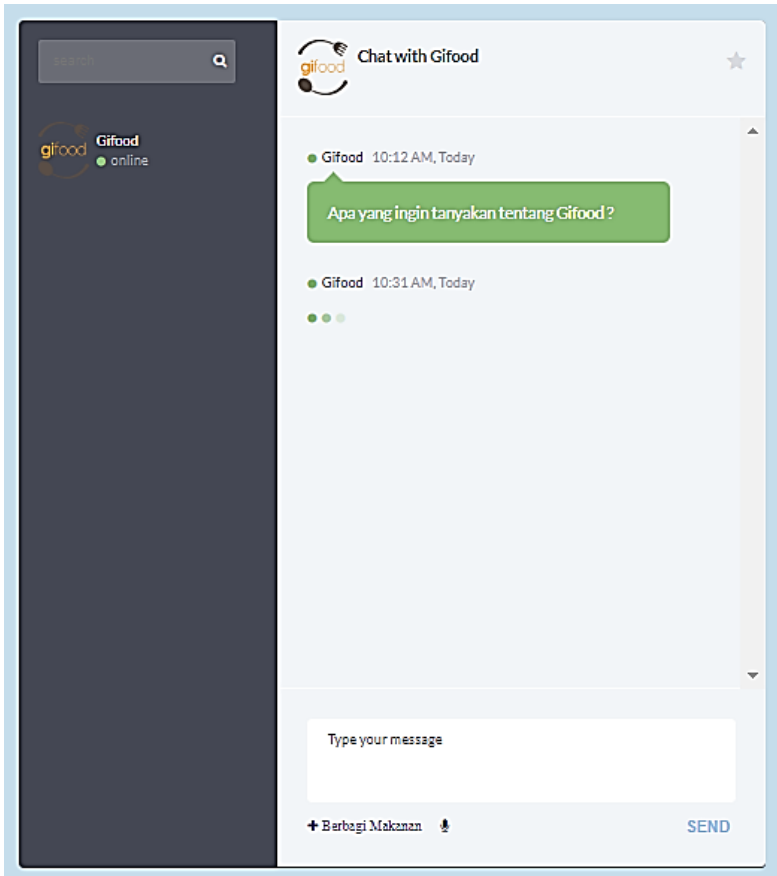 search
gifood
Chat with Gifood
gifood
Gifood
online
Gifood 10:12 AM, Today
Apa yang ingin tanyakan tentang Gifood ?
Gifood 10:31 AM, Today
Type your message
+ Berbagi Makanan
SEND